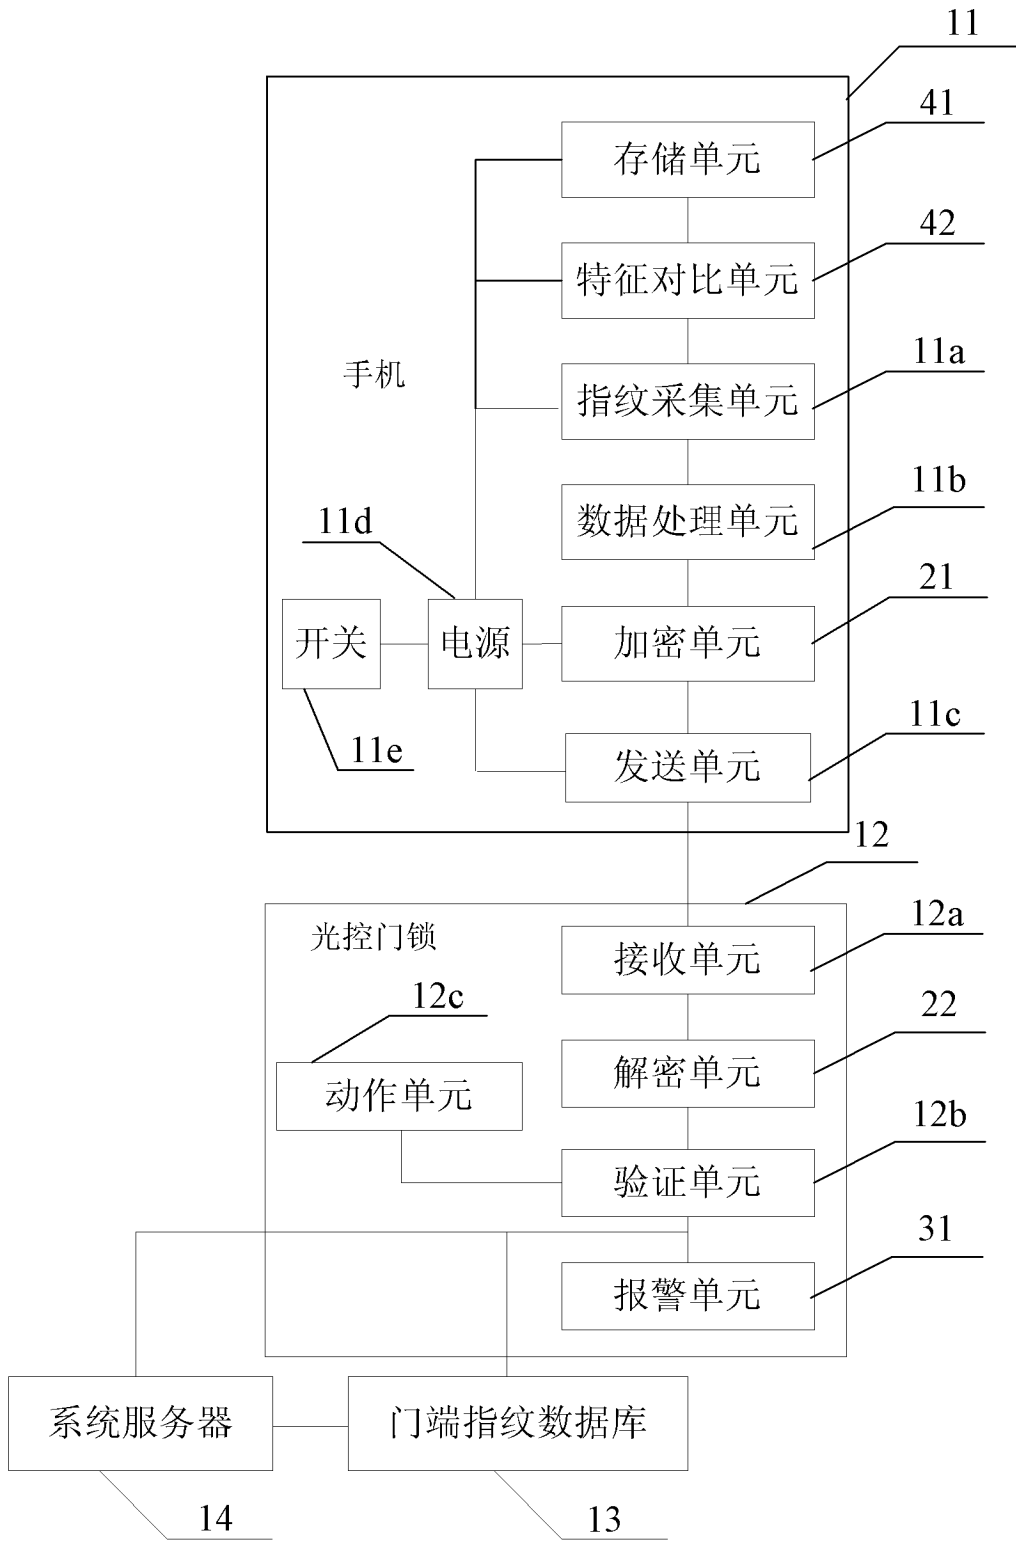 11
41
存储单元
42
特征对比单元
11a
手机
指纹采集单元
11b
11d
数据处理单元
21
开关
电源
加密单元
11c
11e
发送单元
12
12a
光控门锁
接收单元
12c
22
动作单元
解密单元
12b
验证单元
31
报警单元
系统服务器
门端指纹数据库
14
13